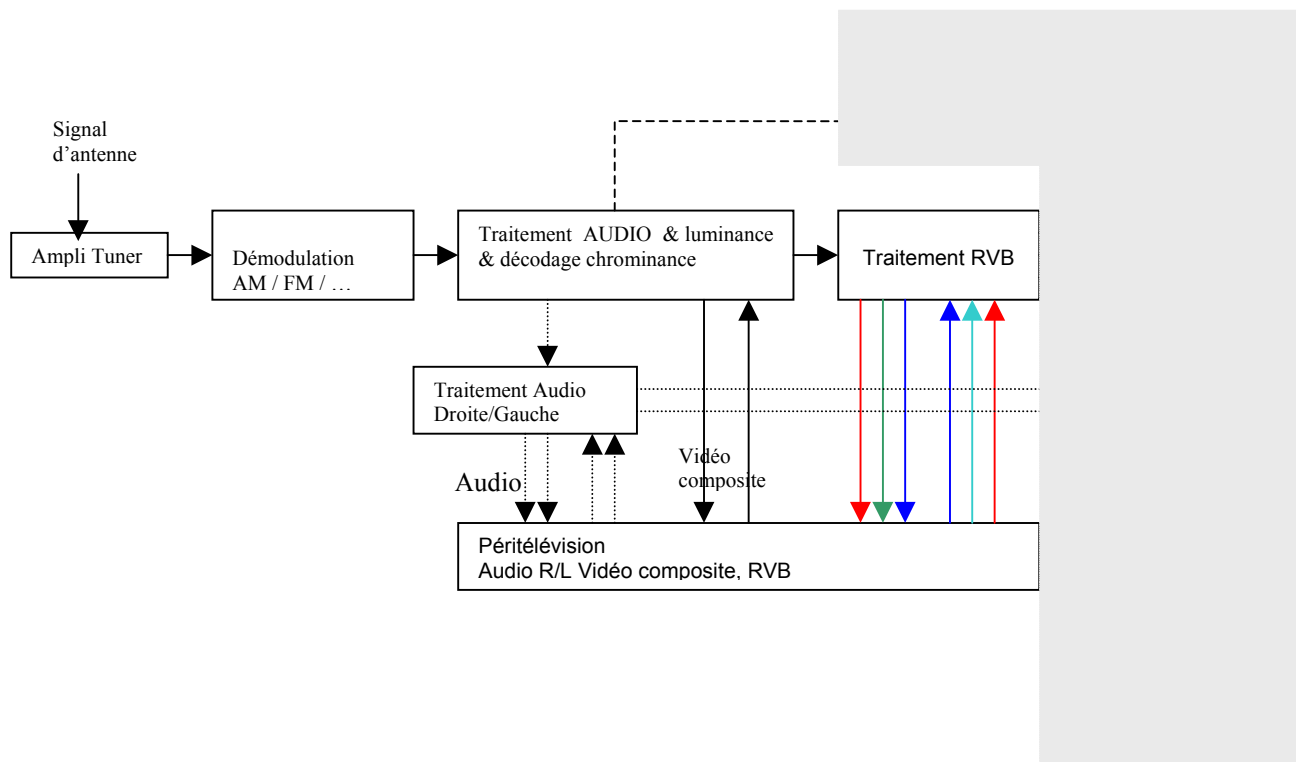 Signal
d’antenne
Ampli Tuner
Démodulation
AM / FM / …
Traitement AUDIO & luminance
& décodage chrominance
Traitement RVB
Traitement Audio
Droite/Gauche
Audio
Vidéo
composite
Péritélévision
Audio R/L Vidéo composite, RVB